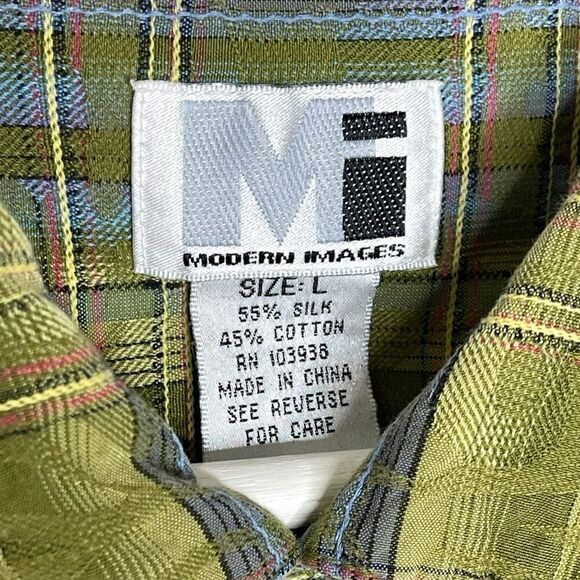 Mi
MODERN IMAGES
SIZE: L
55% SILK
45% COTTON
RN 103938
MADE IN CHINA
SEE REVERSE
FOR CARE